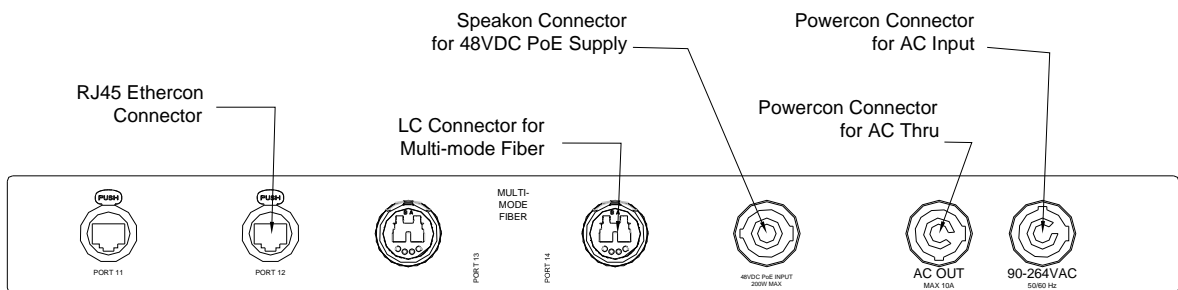 Speakon Connector
for 48VDC PoE Supply
Powercon Connector
for AC Input
RJ45 Ethercon
Connector
LC Connector for
Multi-mode Fiber
Powercon Connector
for AC Thru
PUSH
PUSH
B A
MULTI-
MODE
FIBER
B A
PORT 11
PORT 12
PORT 13
PORT 14
48VDC PoE INPUT
200W MAX
AC OUT
MAX 10A
90-264VAC
50/60 Hz